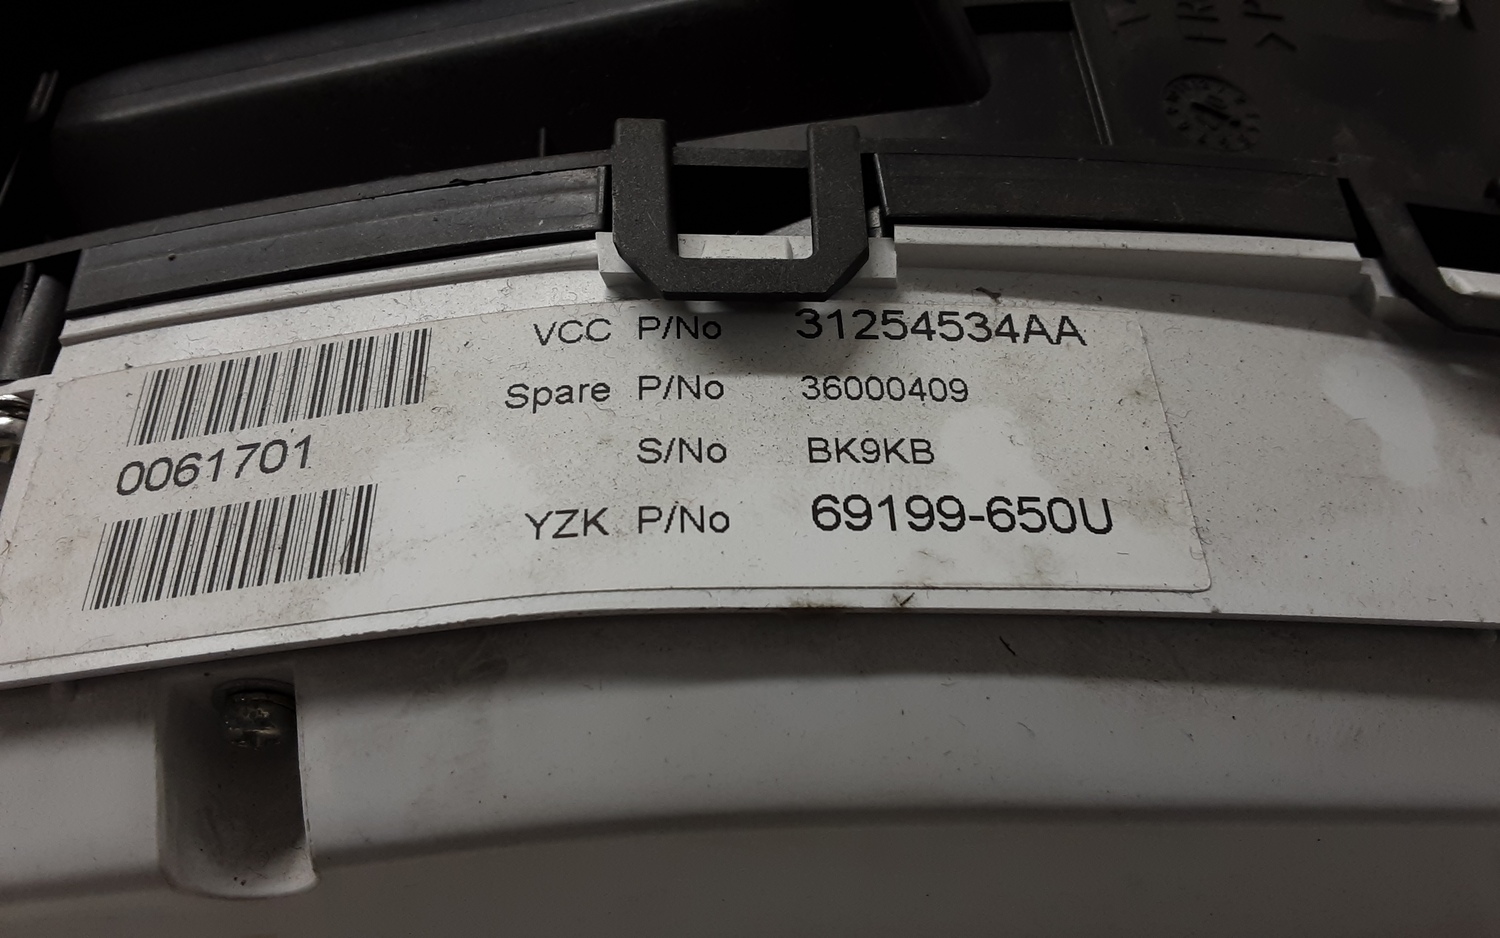 VCC P/No 31254534AA
Spare P/No 36000409
S/No BK9KB
YZK P/No 69199-650U
0061701